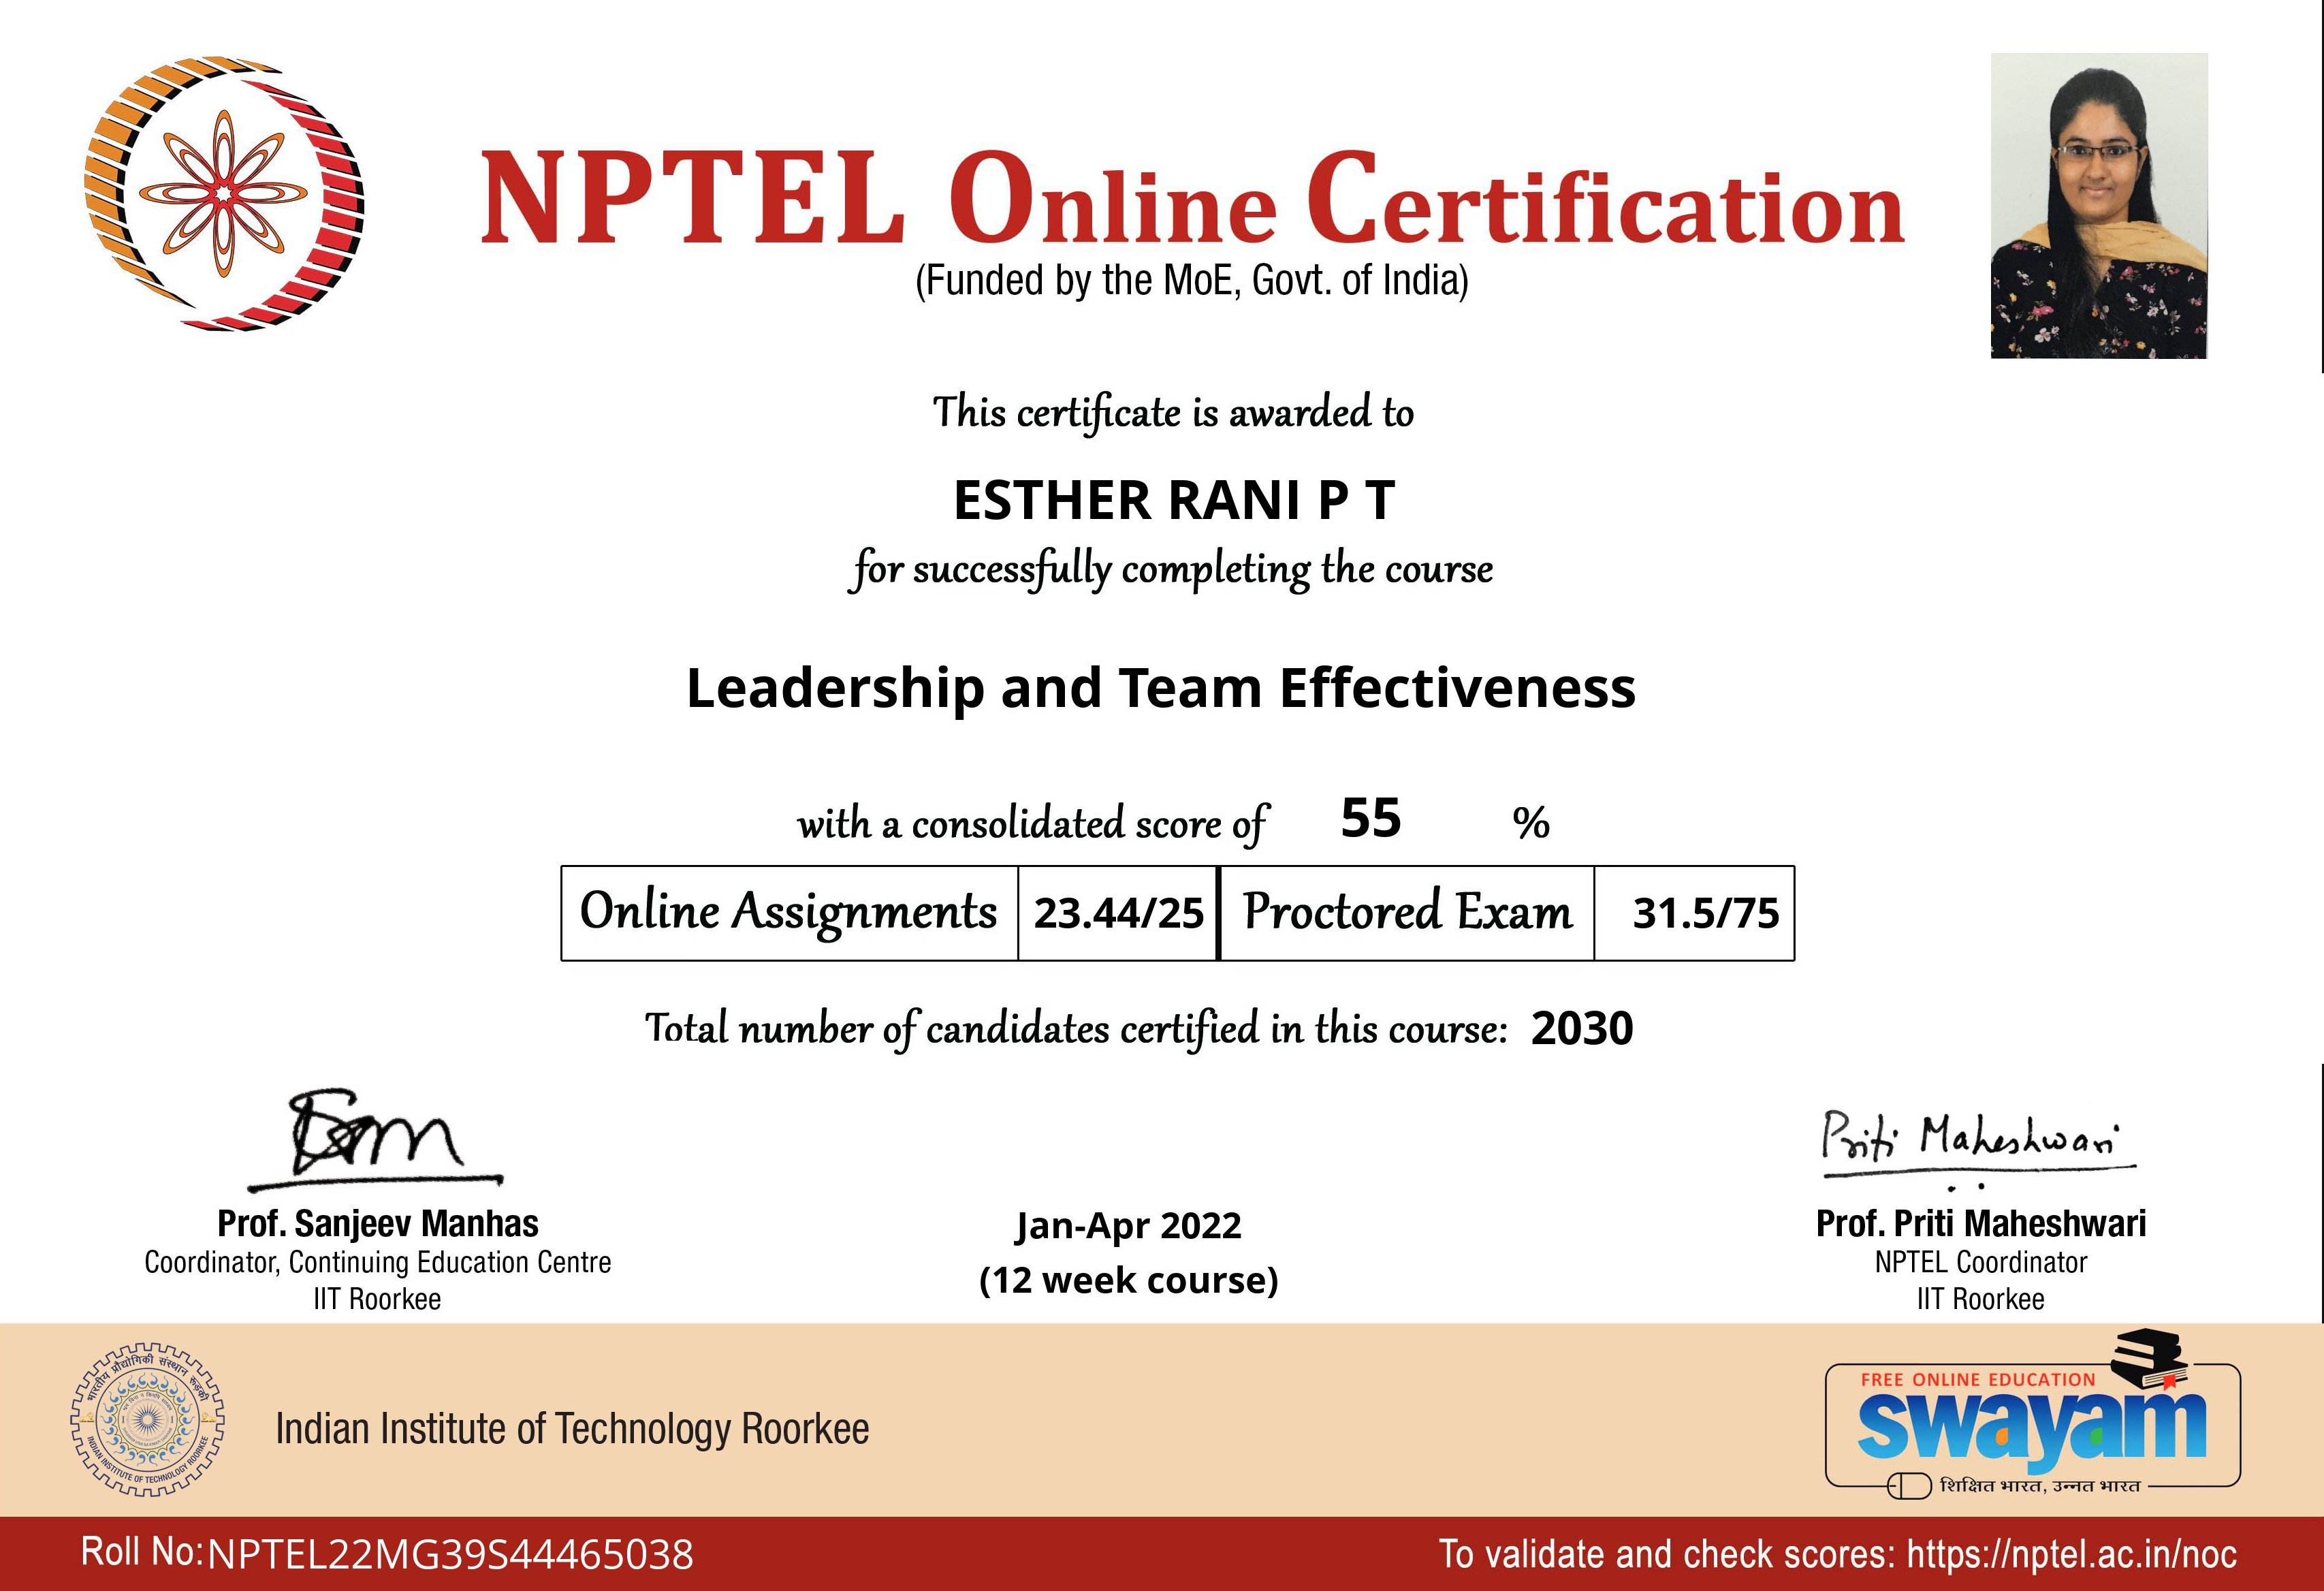 NPTEL Online Certification
(Funded by the MoE, Govt. of India)
This certificate is awarded to
ESTHER RANI P T
for successfully completing the course
Leadership and Team Effectiveness
with a consolidated score of 55 %
Online Assignments 23.44/25 Proctored Exam 31.5/75
Total number of candidates certified in this course: 2030
Priti Maheshwari
Prof. Sanjeev Manhas
Coordinator, Continuing Education Centre
IIT Roorkee
Jan-Apr 2022
(12 week course)
Prof. Priti Maheshwari
NPTEL Coordinator
IIT Roorkee
भारतीय प्रौद्योगिकी संस्थान रूड़की
INDIAN INSTITUTE OF TECHNOLOGY ROORKEE
Indian Institute of Technology Roorkee
FREE ONLINE EDUCATION
swayam
शिक्षित भारत, उन्नत भारत
Roll No: NPTEL22MG39S44465038
To validate and check scores: https://nptel.ac.in/noc